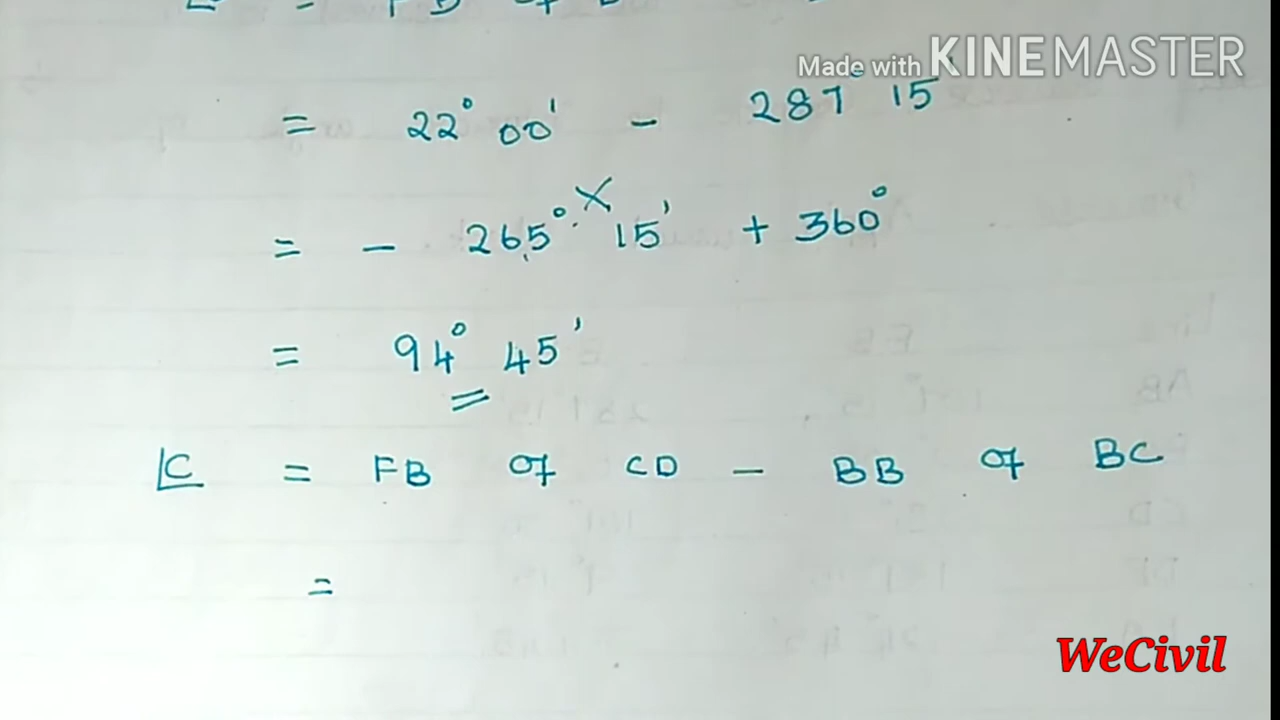 Made with KINEMASTER
= 22° 00' - 287° 15'
= - 265° 15' + 360°
= 94° 45'
∠C = FB of CD - BB of BC
=
WeCivil